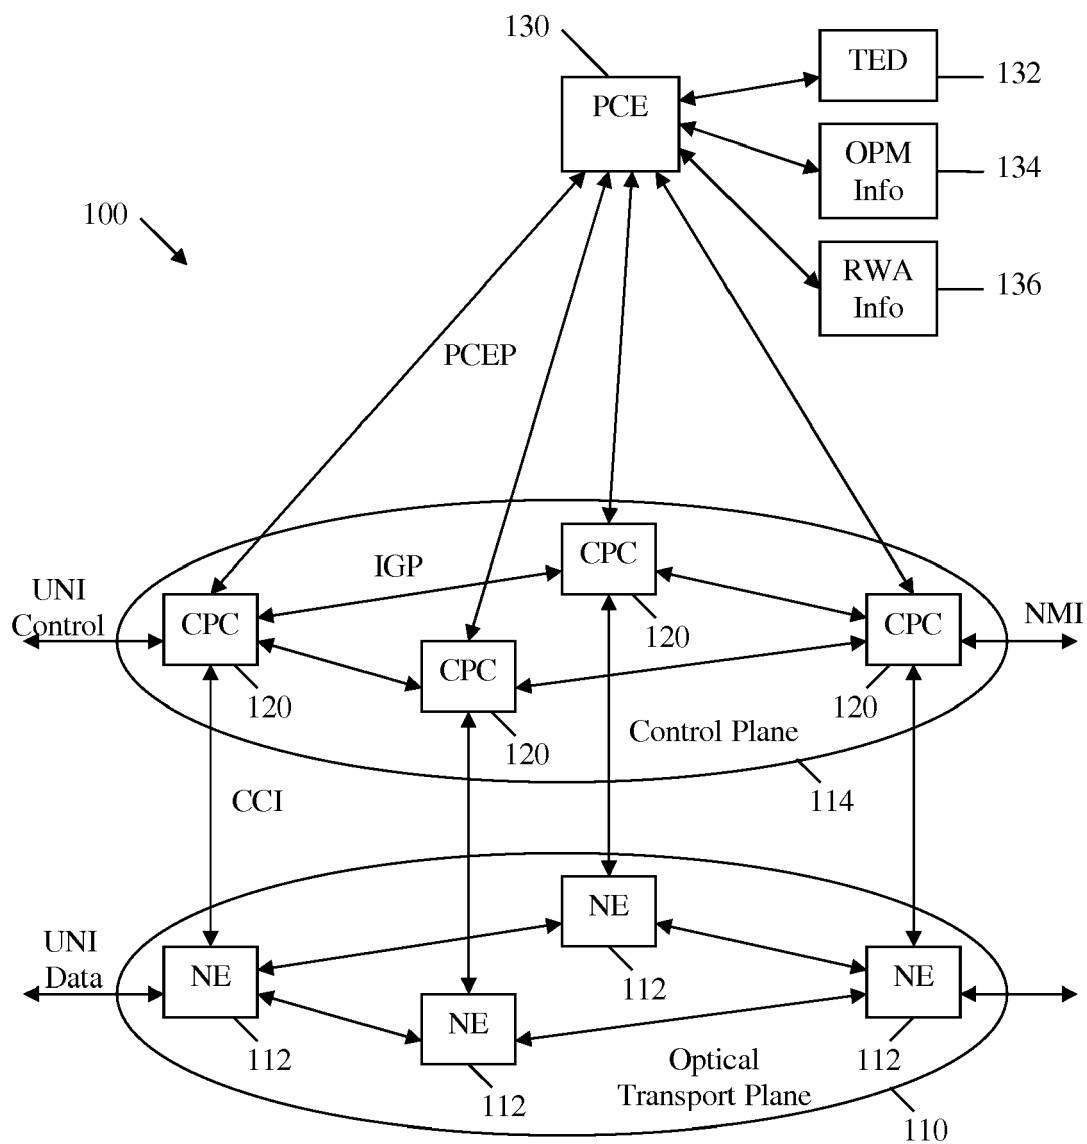 130
TED
132
PCE
OPM
Info
134
100
RWA
Info
136
PCEP
CPC
IGP
UNI
Control
CPC
CPC
NMI
120
CPC
120
120
120
Control Plane
114
CCI
NE
UNI
Data
NE
NE
112
NE
112
112
112
Optical
Transport Plane
110